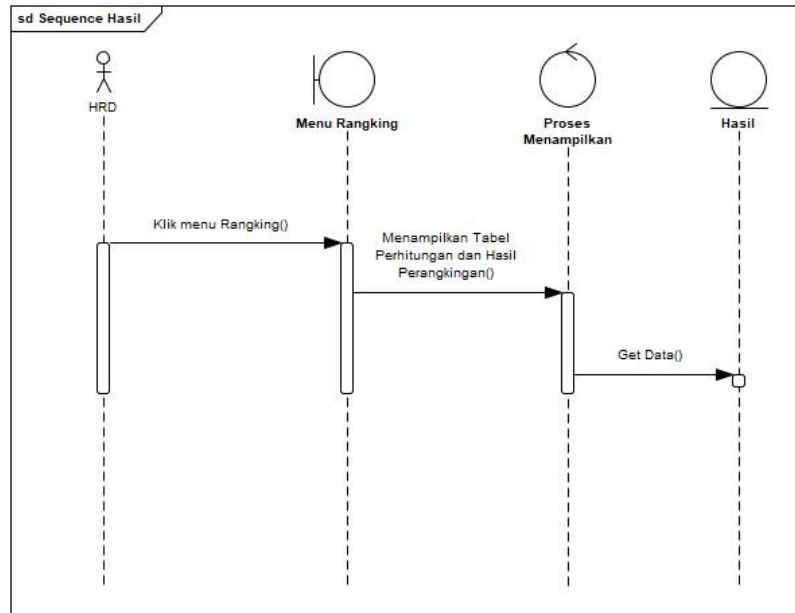 sd Sequence Hasil
HRD
Menu Rangking
Proses
Menampilkan
Hasil
Klik menu Rangking()
Menampilkan Tabel
Perhitungan dan Hasil
Perangkingan()
Get Data()